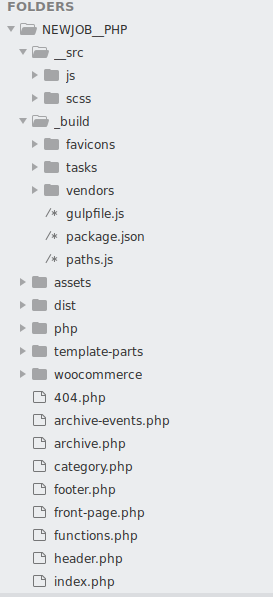 FOLDERS
NEWJOB__PHP
__src
js
scss
_build
favicons
tasks
vendors
/* gulpfile.js
/* package.json
/* paths.js
assets
dist
php
template-parts
woocommerce
404.php
archive-events.php
archive.php
category.php
footer.php
front-page.php
functions.php
header.php
index.php